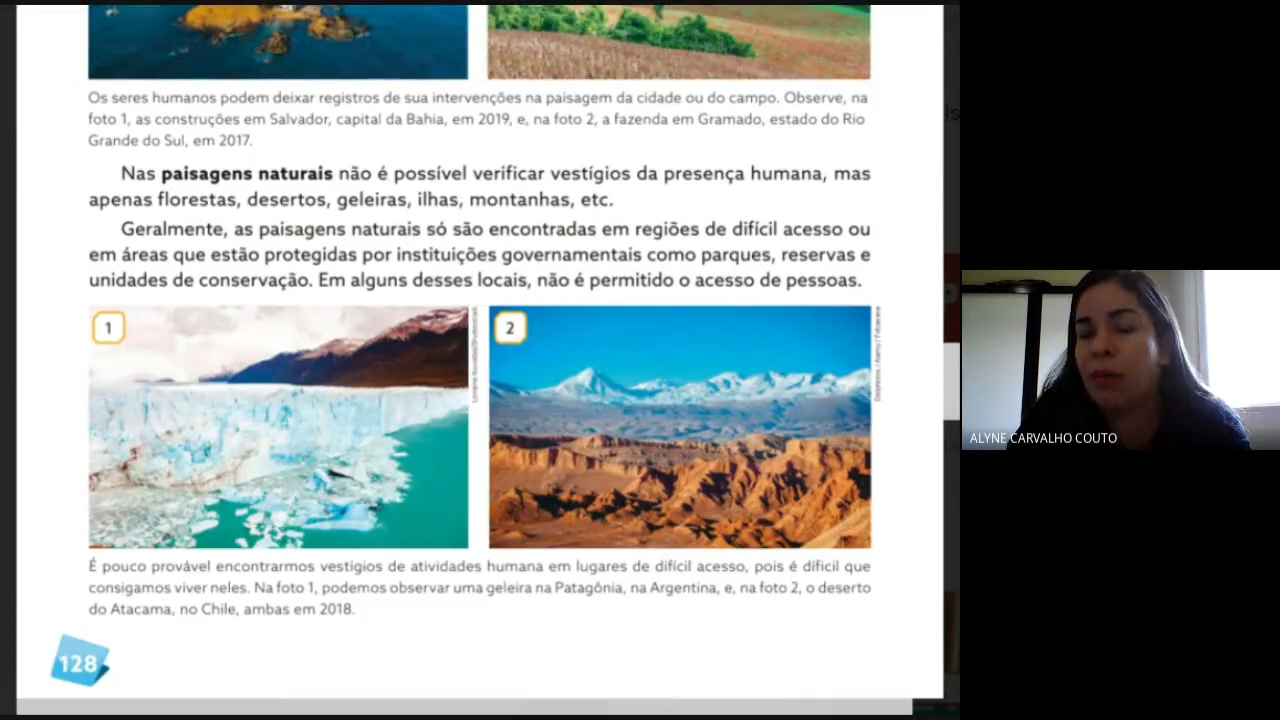 Os seres humanos podem deixar registros de sua intervenções na paisagem da cidade ou do campo. Observe, na
foto 1, as construções em Salvador, capital da Bahia, em 2019, e, na foto 2, a fazenda em Gramado, estado do Rio
Grande do Sul, em 2017.
Nas paisagens naturais não é possível verificar vestígios da presença humana, mas
apenas florestas, desertos, geleiras, ilhas, montanhas, etc.
Geralmente, as paisagens naturais só são encontradas em regiões de difícil acesso ou
em áreas que estão protegidas por instituições governamentais como parques, reservas e
unidades de conservação. Em alguns desses locais, não é permitido o acesso de pessoas.
1
2
É pouco provável encontrarmos vestígios de atividades humana em lugares de difícil acesso, pois é difícil que
consigamos viver neles. Na foto 1, podemos observar uma geleira na Patagônia, na Argentina, e, na foto 2, o deserto
do Atacama, no Chile, ambas em 2018.
128
ALYNE CARVALHO COUTO